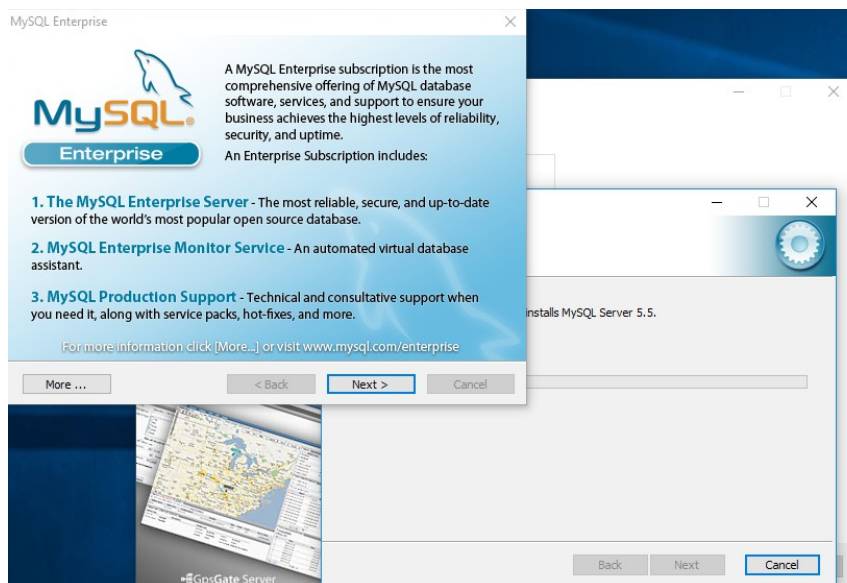 MySQL Enterprise
MySQL®
Enterprise
A MySQL Enterprise subscription is the most
comprehensive offering of MySQL database
software, services, and support to ensure your
business achieves the highest levels of reliability,
security, and uptime.
An Enterprise Subscription includes:
1. The MySQL Enterprise Server - The most reliable, secure, and up-to-date
version of the world's most popular open source database.
2. MySQL Enterprise Monitor Service - An automated virtual database
assistant.
3. MySQL Production Support - Technical and consultative support when
you need it, along with service packs, hot-fixes, and more.
For more information click [More...] or visit www.mysql.com/enterprise
More ...
< Back
Next >
Cancel
installs MySQL Server 5.5.
Back
Next
Cancel
GpsGate Server